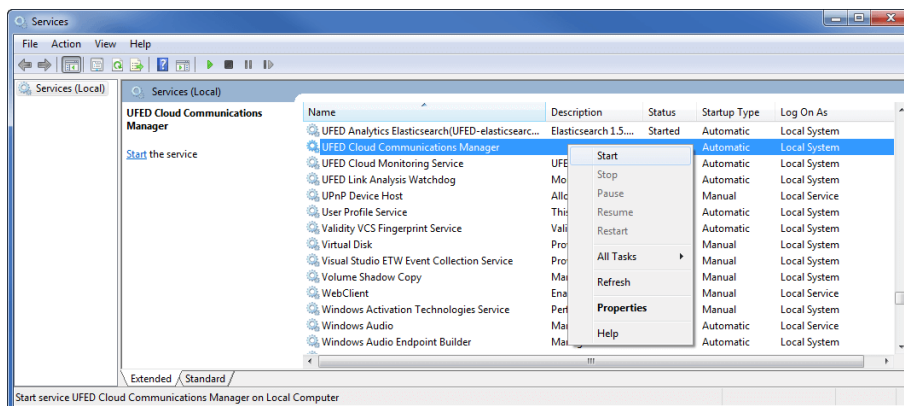 Services
File Action View Help
Services (Local)
Services (Local)
UFED Cloud Communications
Manager
Start the service
Name Description Status Startup Type Log On As
UFED Analytics Elasticsearch(UFED-elasticsearc... Elasticsearch 1.5.... Started Automatic Local System
UFED Cloud Communications Manager Automatic Local System
UFED Cloud Monitoring Service UFE Automatic Local System
UFED Link Analysis Watchdog Mo Automatic Local System
UPnP Device Host Allo Manual Local Service
User Profile Service This Automatic Local System
Validity VCS Fingerprint Service Vali Automatic Local System
Virtual Disk Pro Manual Local System
Visual Studio ETW Event Collection Service Pro Manual Local System
Volume Shadow Copy Ma Manual Local System
WebClient Ena Manual Local Service
Windows Activation Technologies Service Perf Manual Local System
Windows Audio Ma Automatic Local Service
Windows Audio Endpoint Builder Automatic Local System
Start
Stop
Pause
Resume
Restart
All Tasks
Refresh
Properties
Help
Extended Standard
Start service UFED Cloud Communications Manager on Local Computer